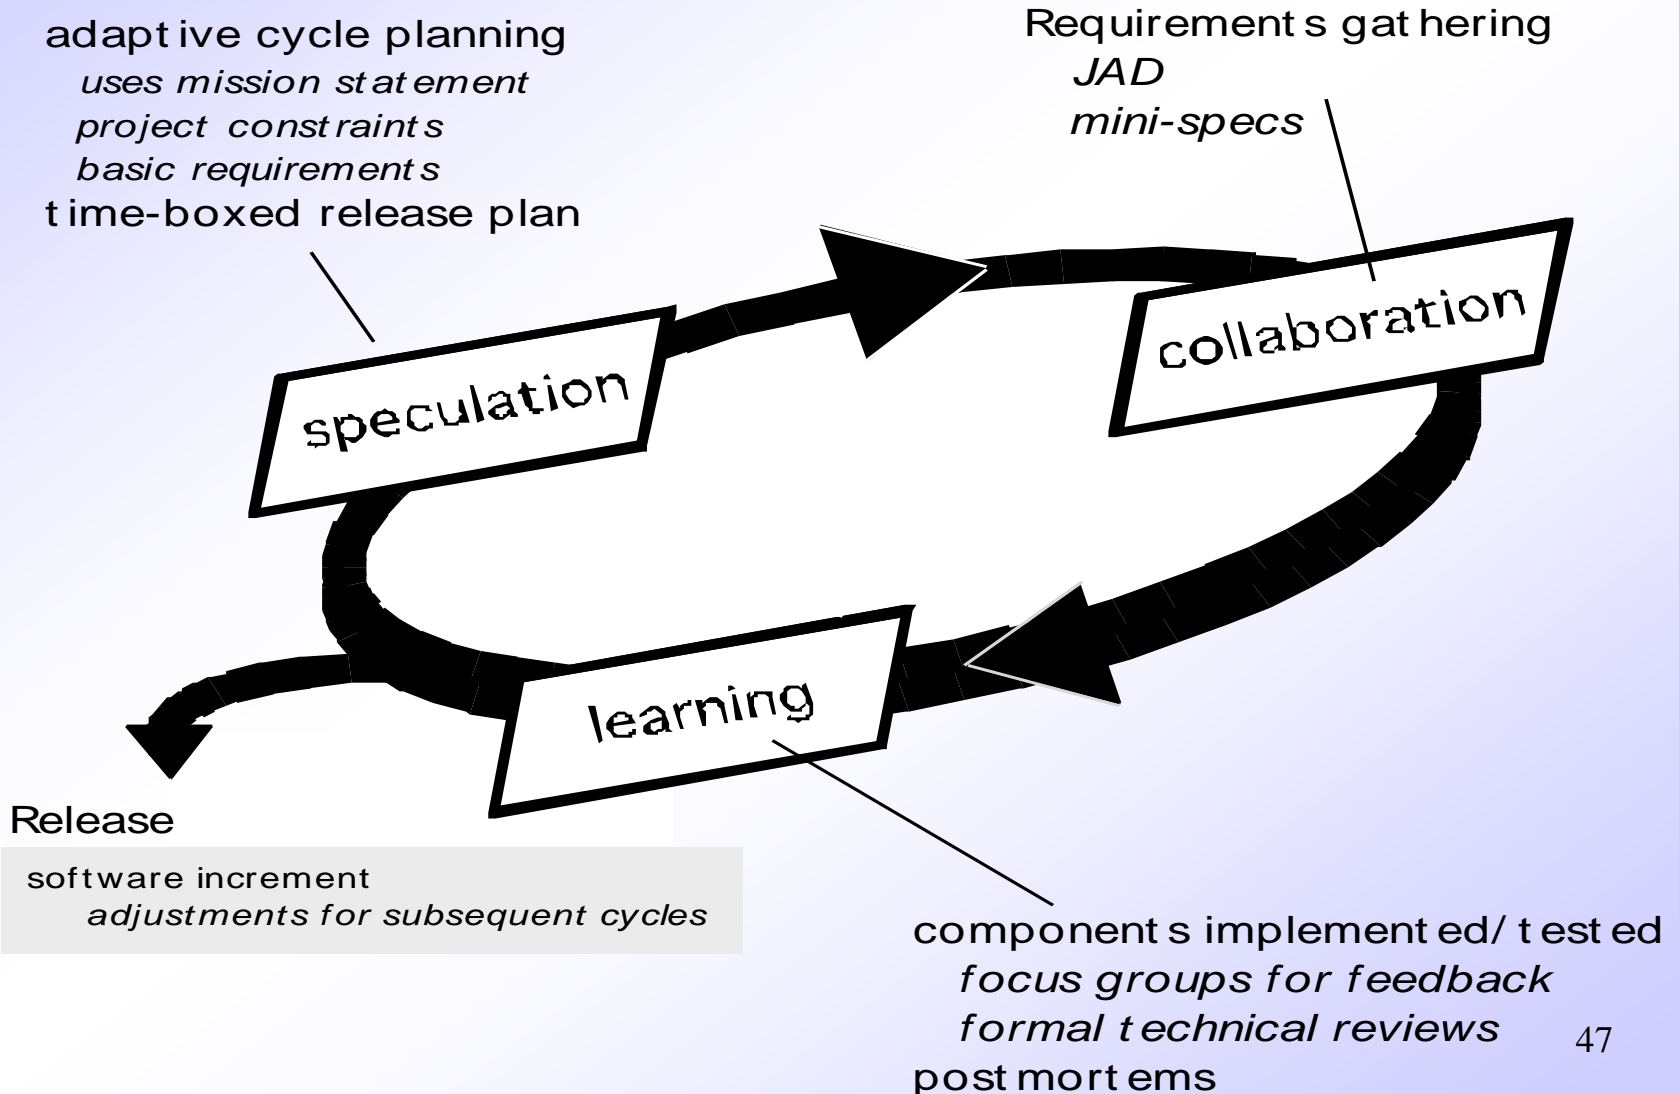 adaptive cycle planning
uses mission statement
project constraints
basic requirements
time-boxed release plan
Requirements gathering
JAD
mini-specs
speculation
collaboration
learning
Release
software increment
adjustments for subsequent cycles
components implemented/tested
focus groups for feedback
formal technical reviews
postmortems
47